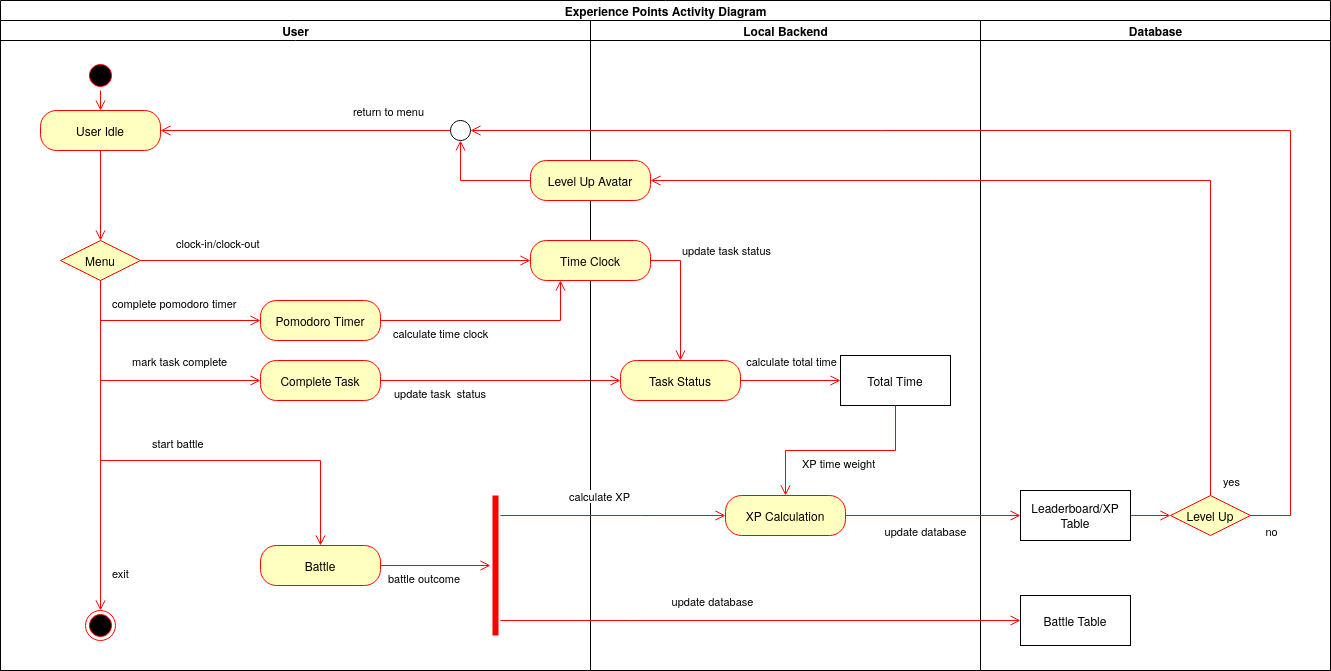 Experience Points Activity Diagram
User
Local Backend
Database
return to menu
User Idle
Level Up Avatar
clock-in/clock-out
update task status
Menu
Time Clock
complete pomodoro timer
Pomodoro Timer
calculate time clock
mark task complete
calculate total time
Complete Task
Task Status
Total Time
update task  status
start battle
XP time weight
yes
calculate XP
XP Calculation
Leaderboard/XP
Table
Level Up
update database
no
Battle
exit
battle outcome
update database
Battle Table